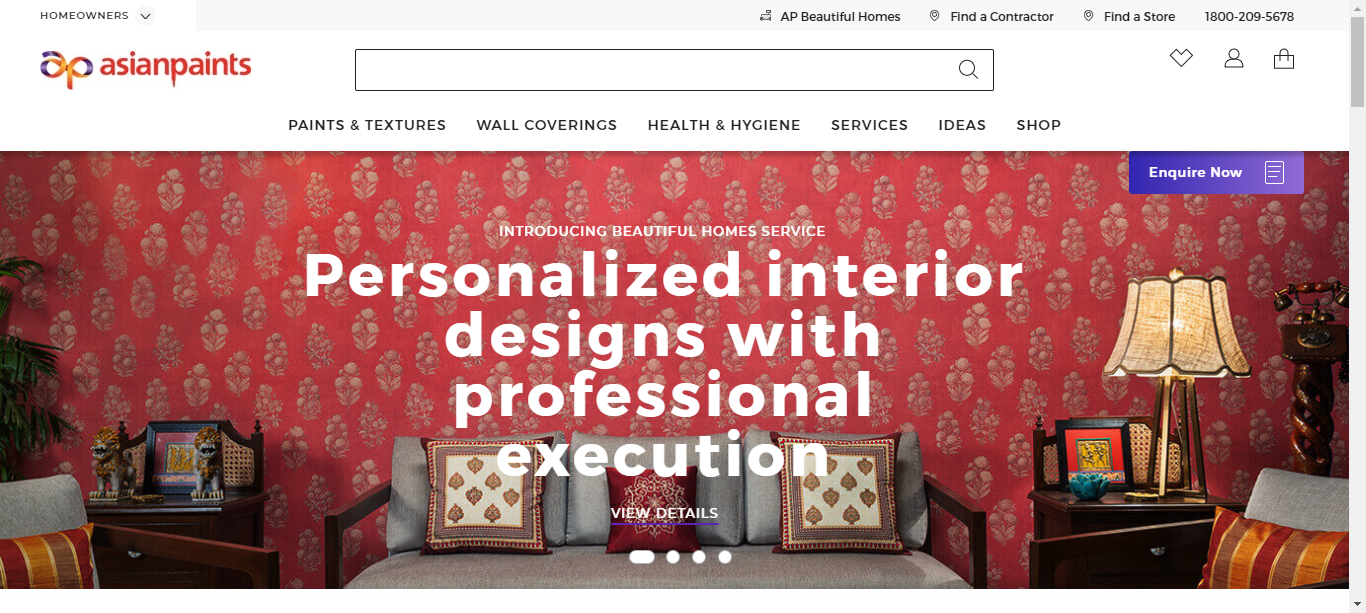 HOMEOWNERS
AP Beautiful Homes
Find a Contractor
Find a Store
1800-209-5678
ap asianpaints
PAINTS & TEXTURES
WALL COVERINGS
HEALTH & HYGIENE
SERVICES
IDEAS
SHOP
Enquire Now
INTRODUCING BEAUTIFUL HOMES SERVICE
Personalized interior
designs with
professional
execution
VIEW DETAILS